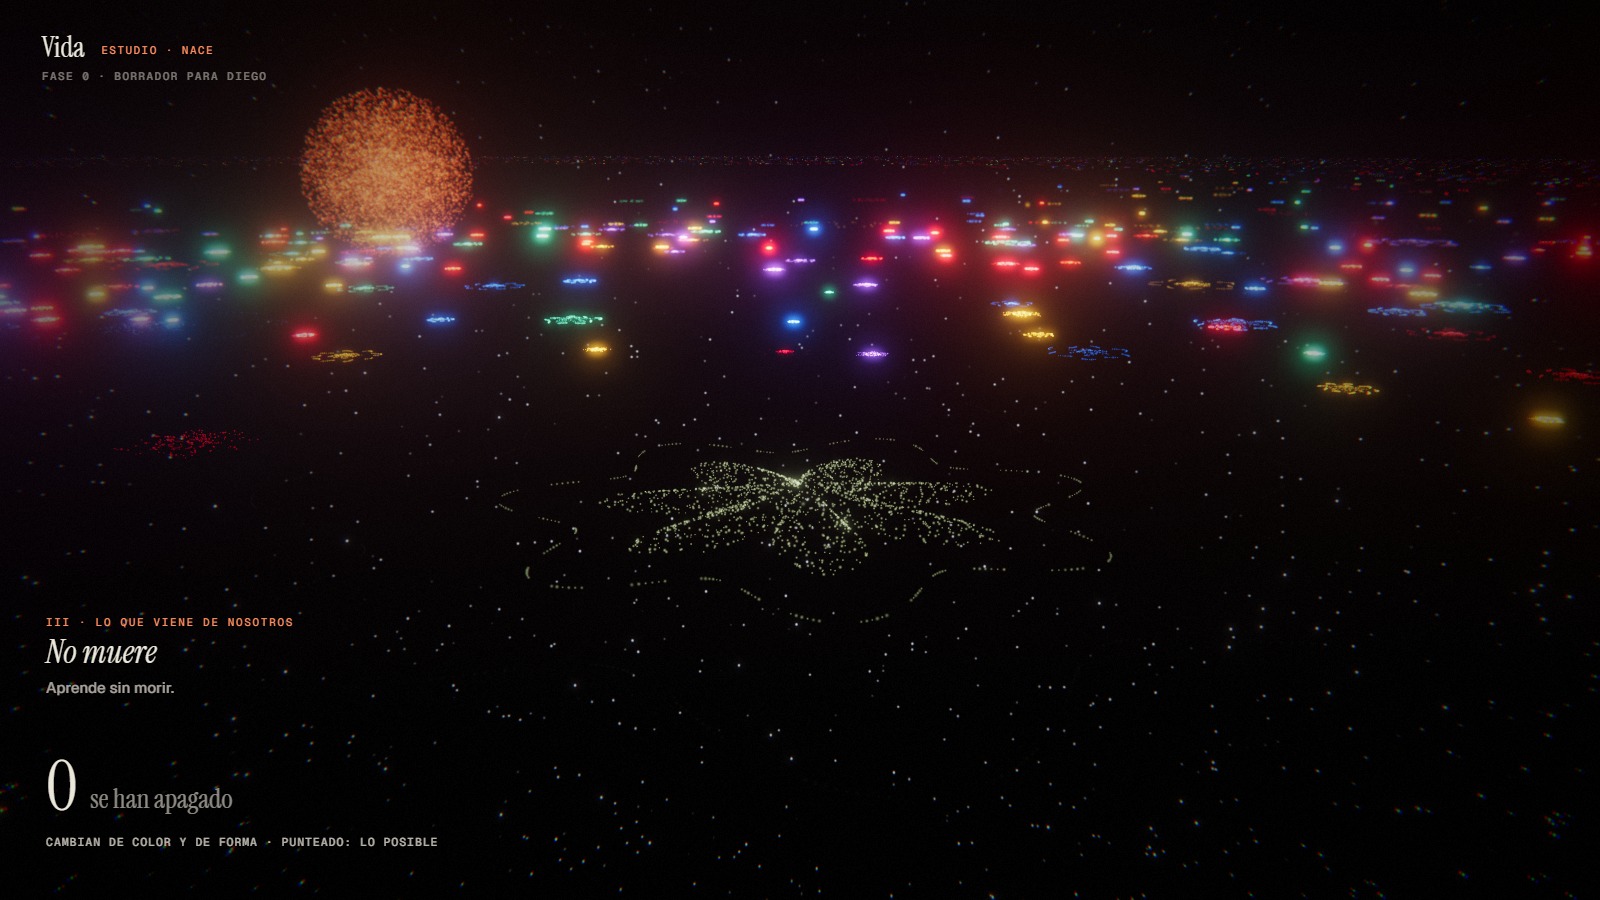 Vida ESTUDIO · NACE
FASE 0 · BORRADOR PARA DIEGO
III · LO QUE VIENE DE NOSOTROS
No muere
Aprende sin morir.
0 se han apagado
CAMBIAN DE COLOR Y DE FORMA · PUNTEADO: LO POSIBLE